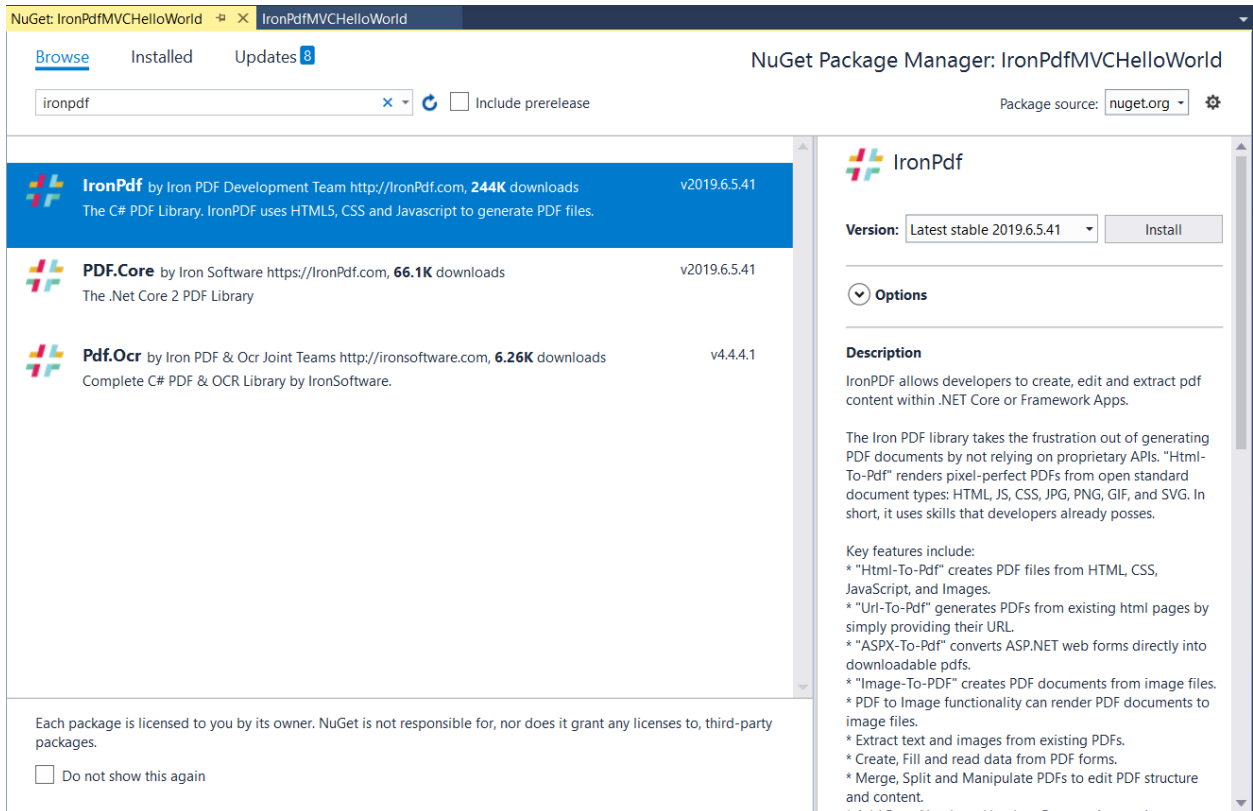 NuGet: IronPdfMVCHelloWorld
IronPdfMVCHelloWorld
Browse
Installed
Updates 8
NuGet Package Manager: IronPdfMVCHelloWorld
ironpdf
Include prerelease
Package source: nuget.org
IronPdf by Iron PDF Development Team http://IronPdf.com, 244K downloads
v2019.6.5.41
The C# PDF Library. IronPDF uses HTML5, CSS and Javascript to generate PDF files.
PDF.Core by Iron Software https://IronPdf.com, 66.1K downloads
v2019.6.5.41
The .Net Core 2 PDF Library
Pdf.Ocr by Iron PDF & Ocr Joint Teams http://ironsoftware.com, 6.26K downloads
v4.4.4.1
Complete C# PDF & OCR Library by IronSoftware.
Each package is licensed to you by its owner. NuGet is not responsible for, nor does it grant any licenses to, third-party
packages.
Do not show this again
IronPdf
Version: Latest stable 2019.6.5.41
Install
Options
Description
IronPDF allows developers to create, edit and extract pdf
content within .NET Core or Framework Apps.
The Iron PDF library takes the frustration out of generating
PDF documents by not relying on proprietary APIs. "Html-
To-Pdf" renders pixel-perfect PDFs from open standard
document types: HTML, JS, CSS, JPG, PNG, GIF, and SVG. In
short, it uses skills that developers already posses.
Key features include:
* "Html-To-Pdf" creates PDF files from HTML, CSS,
JavaScript, and Images.
* "Url-To-Pdf" generates PDFs from existing html pages by
simply providing their URL.
* "ASPX-To-Pdf" converts ASP.NET web forms directly into
downloadable pdfs.
* "Image-To-PDF" creates PDF documents from image files.
* PDF to Image functionality can render PDF documents to
image files.
* Extract text and images from existing PDFs.
* Create, Fill and read data from PDF forms.
* Merge, Split and Manipulate PDFs to edit PDF structure
and content.